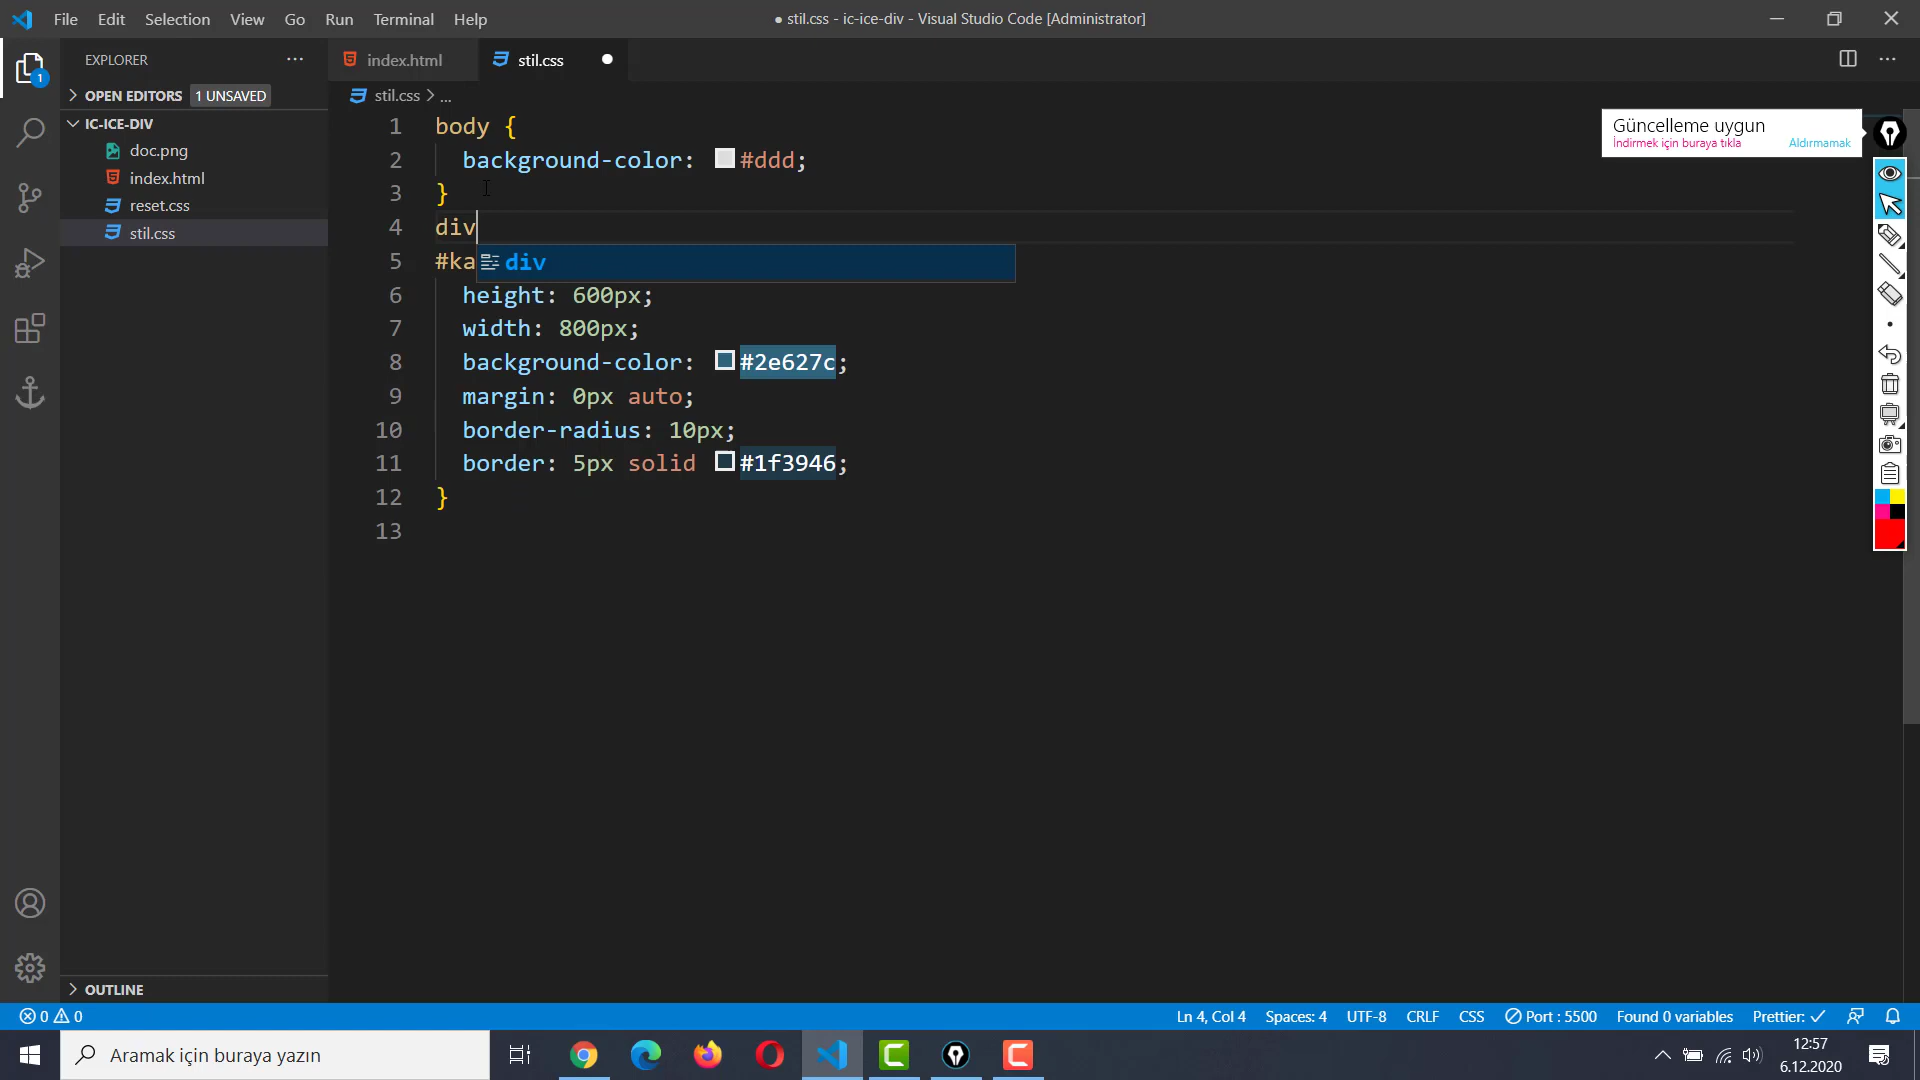 File Edit Selection View Go Run Terminal Help
● stil.css - ic-ice-div - Visual Studio Code [Administrator]
EXPLORER
index.html
stil.css
OPEN EDITORS 1 UNSAVED
stil.css > ...
IC-ICE-DIV
doc.png
index.html
reset.css
stil.css
1 body {
2 background-color: #ddd;
3 }
4 div
5 #ka
div
6 height: 600px;
7 width: 800px;
8 background-color: #2e627c;
9 margin: 0px auto;
10 border-radius: 10px;
11 border: 5px solid #1f3946;
12 }
13
Güncelleme uygun
İndirmek için buraya tıkla Aldırmamak
1
OUTLINE
0 0
Ln 4, Col 4 Spaces: 4 UTF-8 CRLF CSS Port : 5500 Found 0 variables Prettier: ✓
Aramak için buraya yazın
12:57
6.12.2020